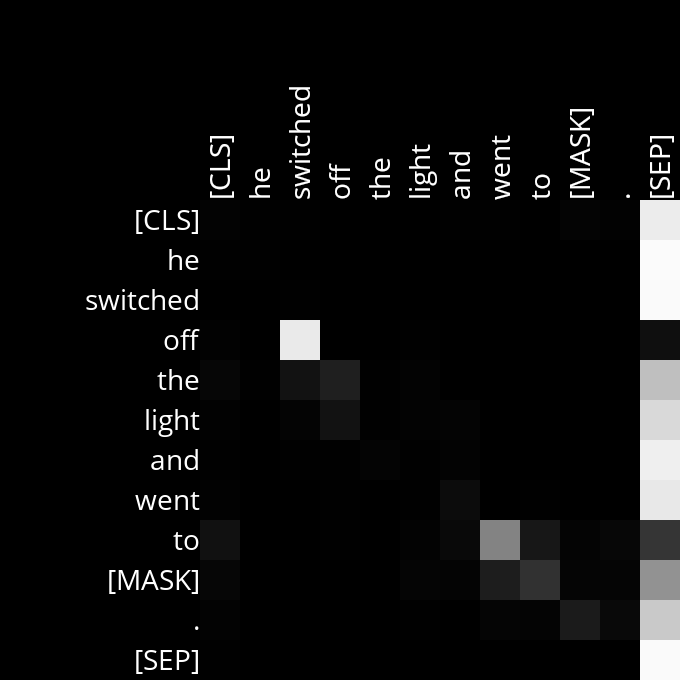 [CLS] he switched off the light and went to [MASK] . [SEP]
[CLS]
he
switched
off
the
light
and
went
to
[MASK]
.
[SEP]